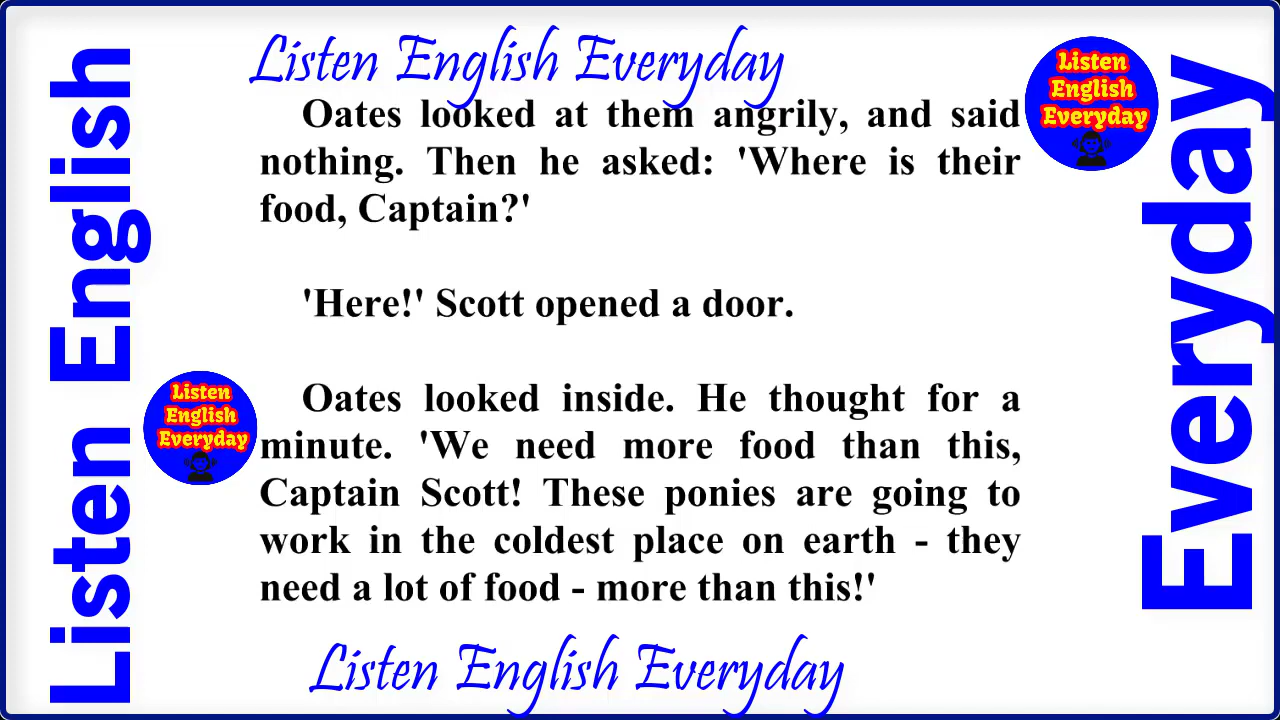 Listen English Everyday
Listen English
Everyday
Listen
English
Everyday
Oates looked at them angrily, and said
nothing. Then he asked: 'Where is their
food, Captain?'
'Here!' Scott opened a door.
Listen
English
Everyday
Oates looked inside. He thought for a
minute. 'We need more food than this,
Captain Scott! These ponies are going to
work in the coldest place on earth - they
need a lot of food - more than this!'
Listen English Everyday